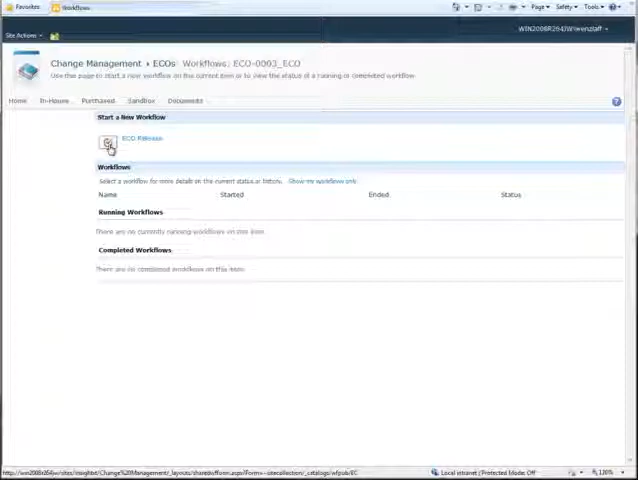 Favorites
Workflows
Page
Safety
Tools
Site Actions
Change Management ▸ ECOs Workflows: ECO-0003_ECO
Use this page to start a new workflow on the current item or to view the status of a running or completed workflow.
Home In-House Purchased Sandbox Documents
Start a New Workflow
ECO Release
Workflows
Select a workflow for more details on the current status or history. Show my workflows only.
Name Started Ended Status
Running Workflows
There are no currently running workflows on this item.
Completed Workflows
There are no completed workflows on this item.
Local intranet | Protected Mode: Off